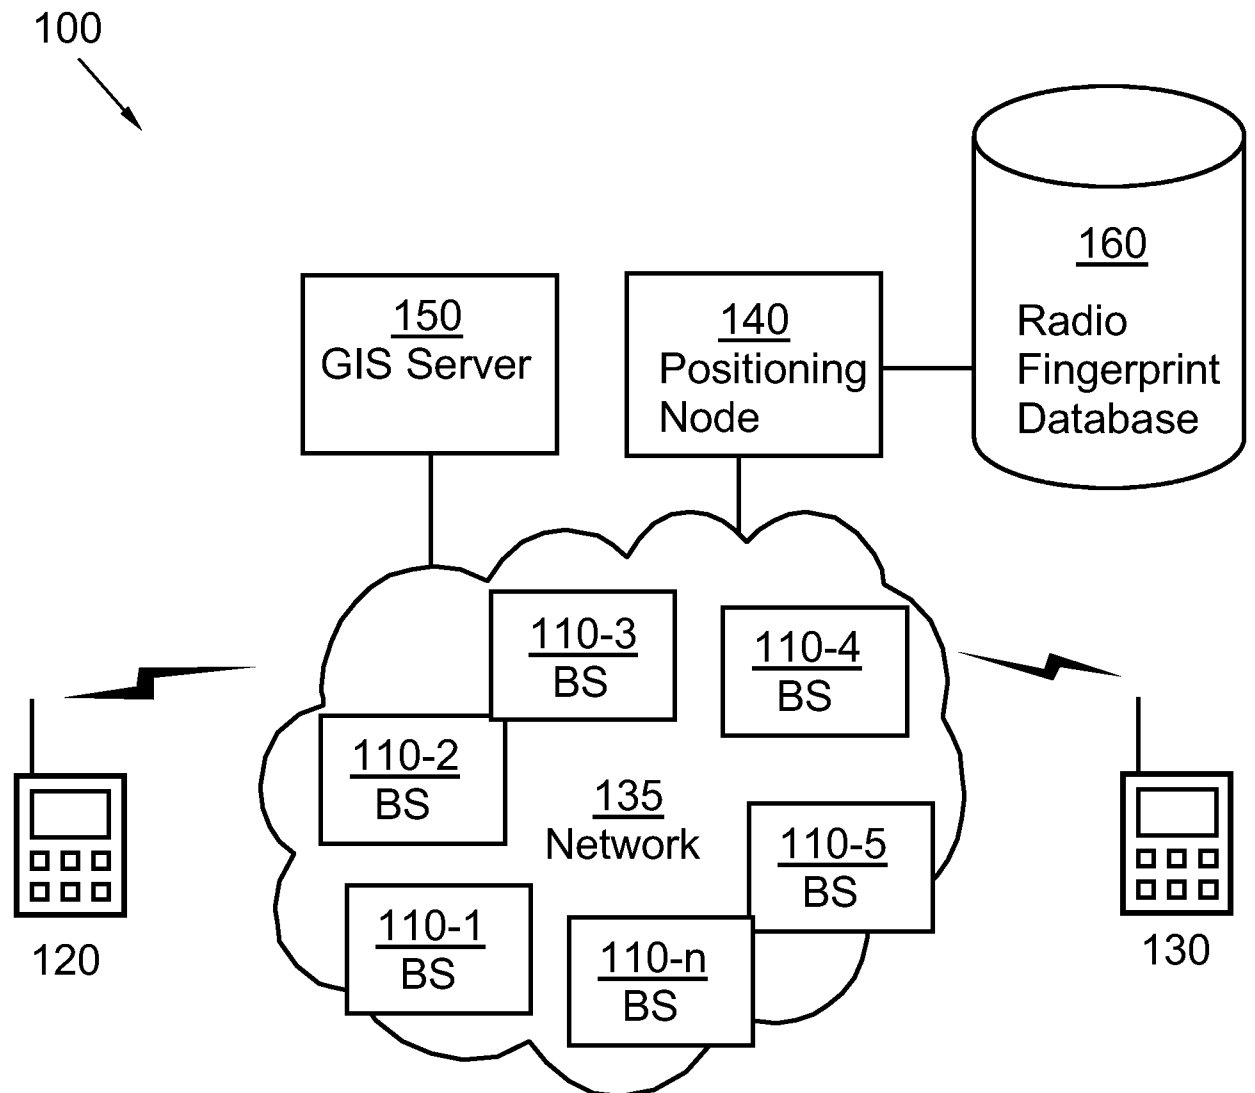 100
160
Radio
Fingerprint
Database
150
GIS Server
140
Positioning
Node
110-3
BS
110-4
BS
110-2
BS
135
Network
110-5
BS
110-1
BS
110-n
BS
120
130